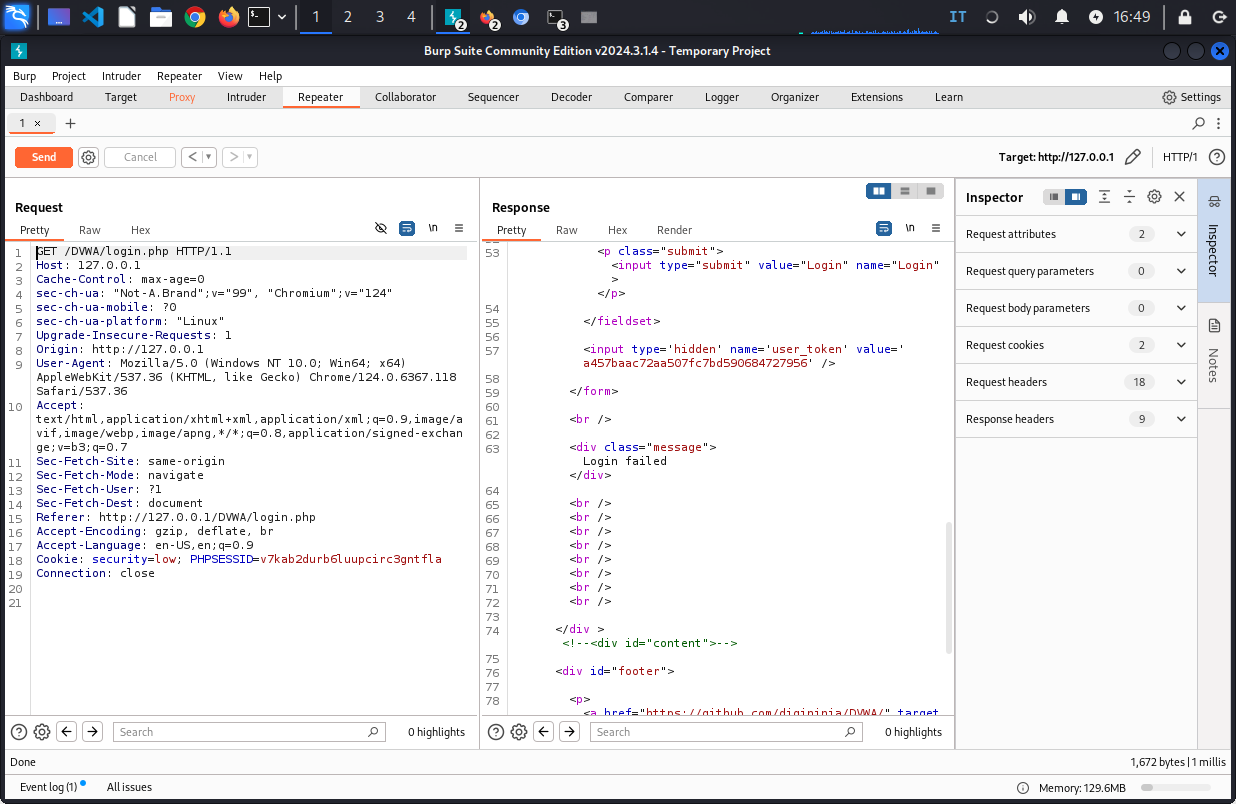 1
2
3
4
2
2
3
IT
16:49
Burp Suite Community Edition v2024.3.1.4 - Temporary Project
Burp Project Intruder Repeater View Help
Dashboard Target Proxy Intruder Repeater Collaborator Sequencer Decoder Comparer Logger Organizer Extensions Learn Settings
1 × +
Send Cancel < > Target: http://127.0.0.1 HTTP/1
Request
Pretty Raw Hex \n
1 GET /DVWA/login.php HTTP/1.1
2 Host: 127.0.0.1
3 Cache-Control: max-age=0
4 sec-ch-ua: "Not-A.Brand";v="99", "Chromium";v="124"
5 sec-ch-ua-mobile: ?0
6 sec-ch-ua-platform: "Linux"
7 Upgrade-Insecure-Requests: 1
8 Origin: http://127.0.0.1
9 User-Agent: Mozilla/5.0 (Windows NT 10.0; Win64; x64)
AppleWebKit/537.36 (KHTML, like Gecko) Chrome/124.0.6367.118
Safari/537.36
10 Accept:
text/html,application/xhtml+xml,application/xml;q=0.9,image/a
vif,image/webp,image/apng,*/*;q=0.8,application/signed-exchan
ge;v=b3;q=0.7
11 Sec-Fetch-Site: same-origin
12 Sec-Fetch-Mode: navigate
13 Sec-Fetch-User: ?1
14 Sec-Fetch-Dest: document
15 Referer: http://127.0.0.1/DVWA/login.php
16 Accept-Encoding: gzip, deflate, br
17 Accept-Language: en-US,en;q=0.9
18 Cookie: security=low; PHPSESSID=v7kab2durb6luupcirc3gntfla
19 Connection: close
20
21
Search 0 highlights
Response
Pretty Raw Hex Render \n
53 <p class="submit">
<input type="submit" value="Login" name="Login"
>
</p>
54
55 </fieldset>
56
57 <input type='hidden' name='user_token' value='
a457baac72aa507fc7bd590684727956' />
58
59 </form>
60
61 <br />
62
63 <div class="message">
Login failed
</div>
64
65 <br />
66 <br />
67 <br />
68 <br />
69 <br />
70 <br />
71 <br />
72 <br />
73
74 </div >
<!--<div id="content">-->
75
76 <div id="footer">
77
78 <p>
<a href="https://github.com/digininja/DVWA/" target
Search 0 highlights
Inspector
Request attributes 2
Request query parameters 0
Request body parameters 0
Request cookies 2
Request headers 18
Response headers 9
Inspector
Notes
Done 1,672 bytes | 1 millis
Event log (1) All issues Memory: 129.6MB